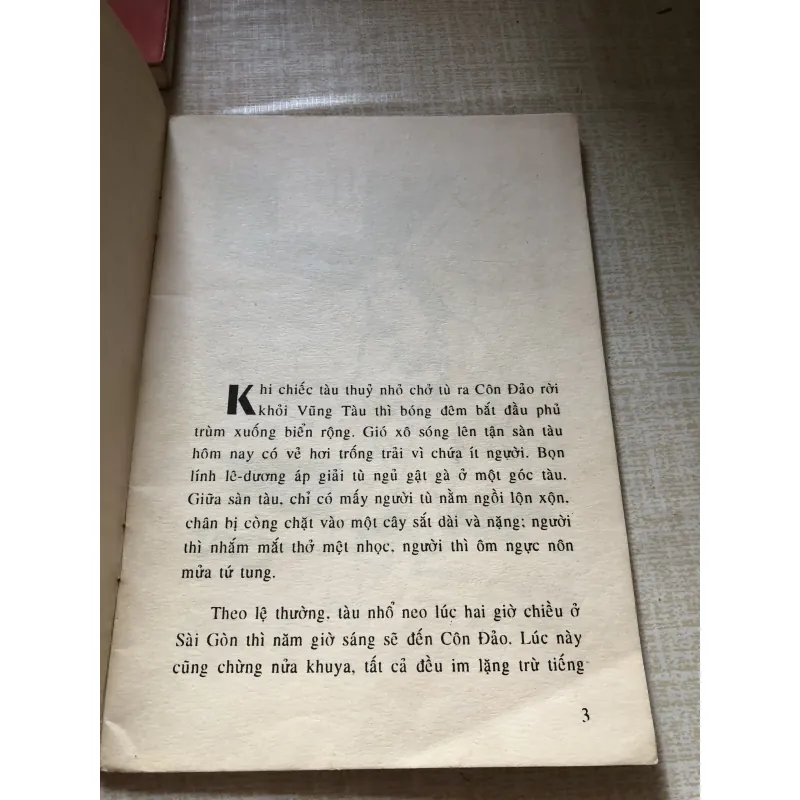 Khi chiếc tàu thuỷ nhỏ chở tù ra Côn Đảo rời
khỏi Vũng Tàu thì bóng đêm bắt đầu phủ
trùm xuống biển rộng. Gió xô sóng lên tận sàn tàu
hôm nay có vẻ hơi trống trải vì chứa ít người. Bọn
lính lê-dương áp giải tù ngủ gật gà ở một góc tàu.
Giữa sàn tàu, chỉ có mấy người tù nằm ngồi lộn xộn,
chân bị còng chặt vào một cây sắt dài và nặng; người
thì nhắm mắt thở mệt nhọc, người thì ôm ngực nôn
mửa tứ tung.
Theo lệ thường, tàu nhổ neo lúc hai giờ chiều ở
Sài Gòn thì năm giờ sáng sẽ đến Côn Đảo. Lúc này
cũng chừng nửa khuya, tất cả đều im lặng trừ tiếng
3